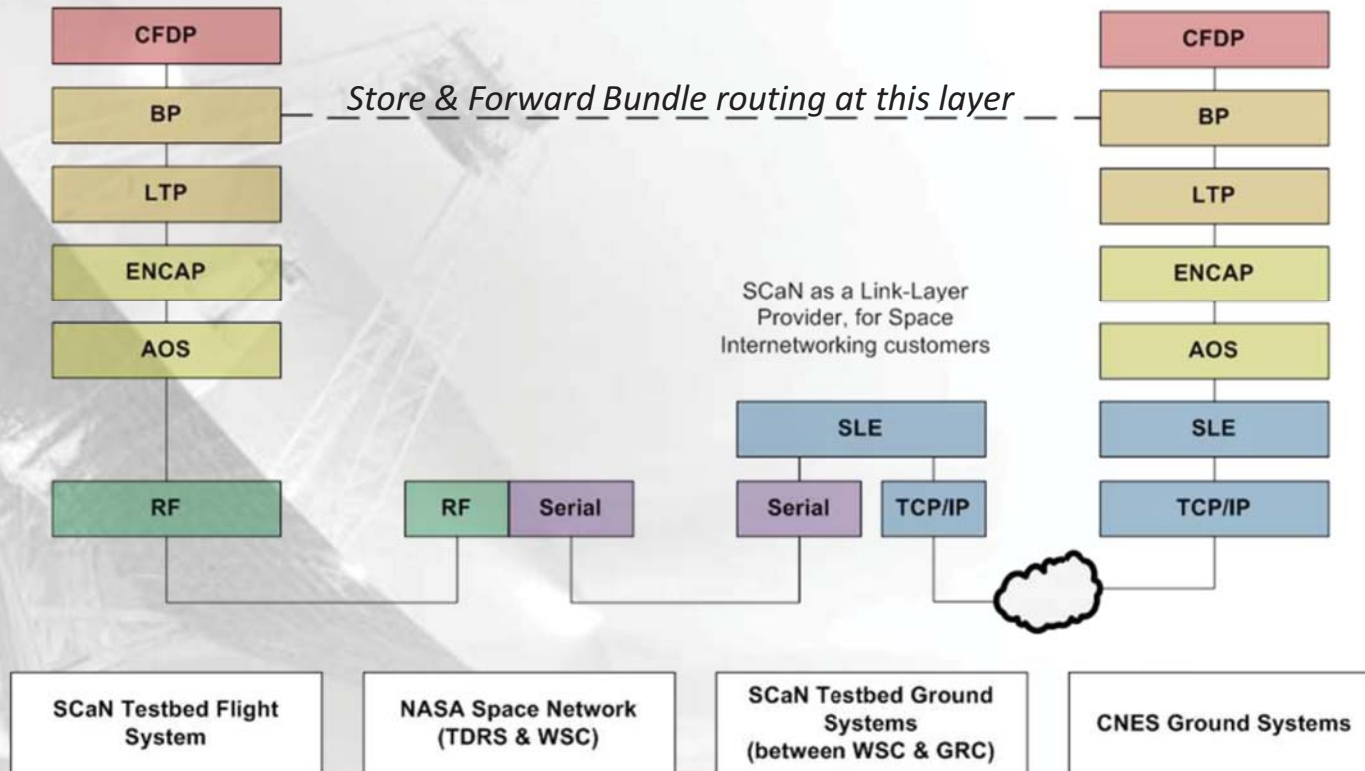 CFDP
CFDP
Store & Forward Bundle routing at this layer
BP
BP
LTP
LTP
ENCAP
ENCAP
SCaN as a Link-Layer
Provider, for Space
Internetworking customers
AOS
AOS
SLE
SLE
RF
RF
Serial
Serial
TCP/IP
TCP/IP
SCaN Testbed Flight
System
NASA Space Network
(TDRS & WSC)
SCaN Testbed Ground
Systems
(between WSC & GRC)
CNES Ground Systems